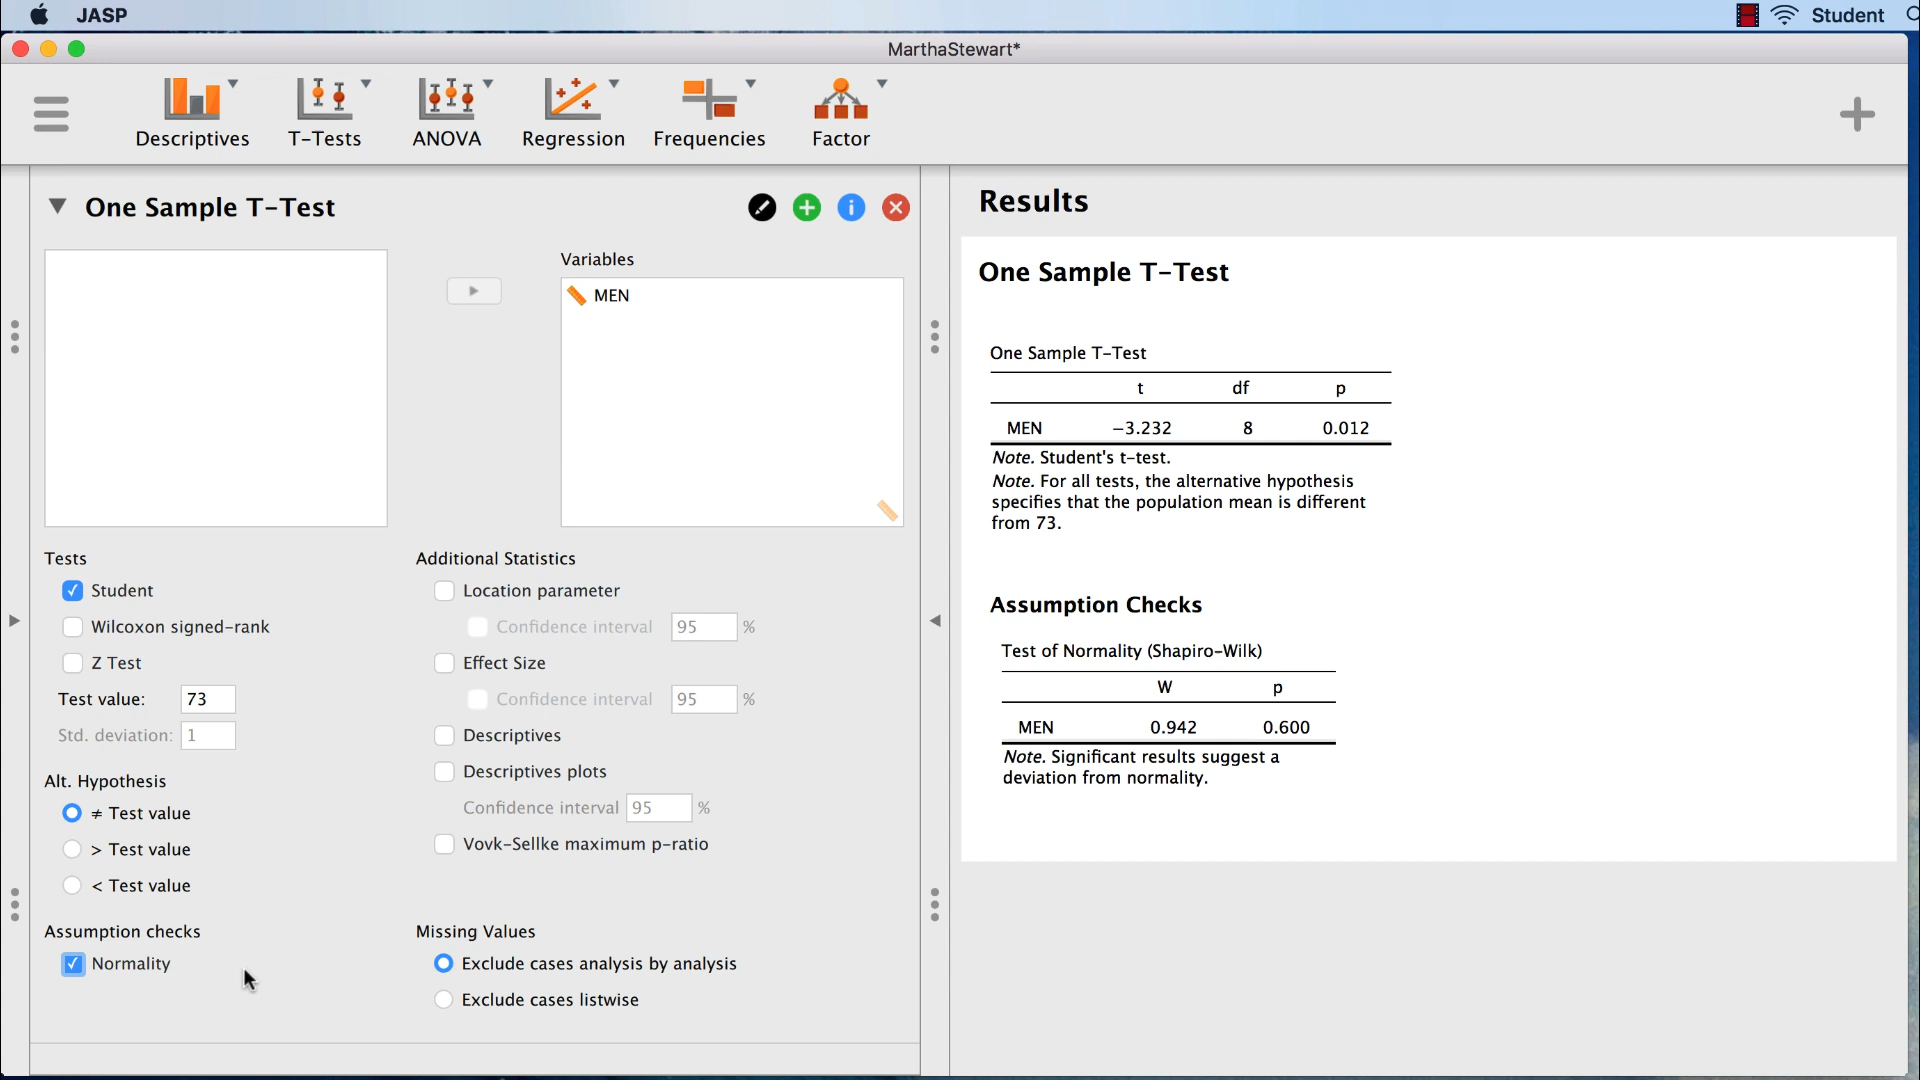 JASP
Student
MarthaStewart*
Descriptives
T-Tests
ANOVA
Regression
Frequencies
Factor
One Sample T-Test
Variables
MEN
Tests
Student
Wilcoxon signed-rank
Z Test
Test value: 73
Std. deviation: 1
Alt. Hypothesis
≠ Test value
> Test value
< Test value
Assumption checks
Normality
Additional Statistics
Location parameter
Confidence interval 95 %
Effect Size
Confidence interval 95 %
Descriptives
Descriptives plots
Confidence interval 95 %
Vovk-Sellke maximum p-ratio
Missing Values
Exclude cases analysis by analysis
Exclude cases listwise
Results
One Sample T-Test
One Sample T-Test
t df p
MEN −3.232 8 0.012
Note. Student's t-test.
Note. For all tests, the alternative hypothesis
specifies that the population mean is different
from 73.
Assumption Checks
Test of Normality (Shapiro-Wilk)
W p
MEN 0.942 0.600
Note. Significant results suggest a
deviation from normality.